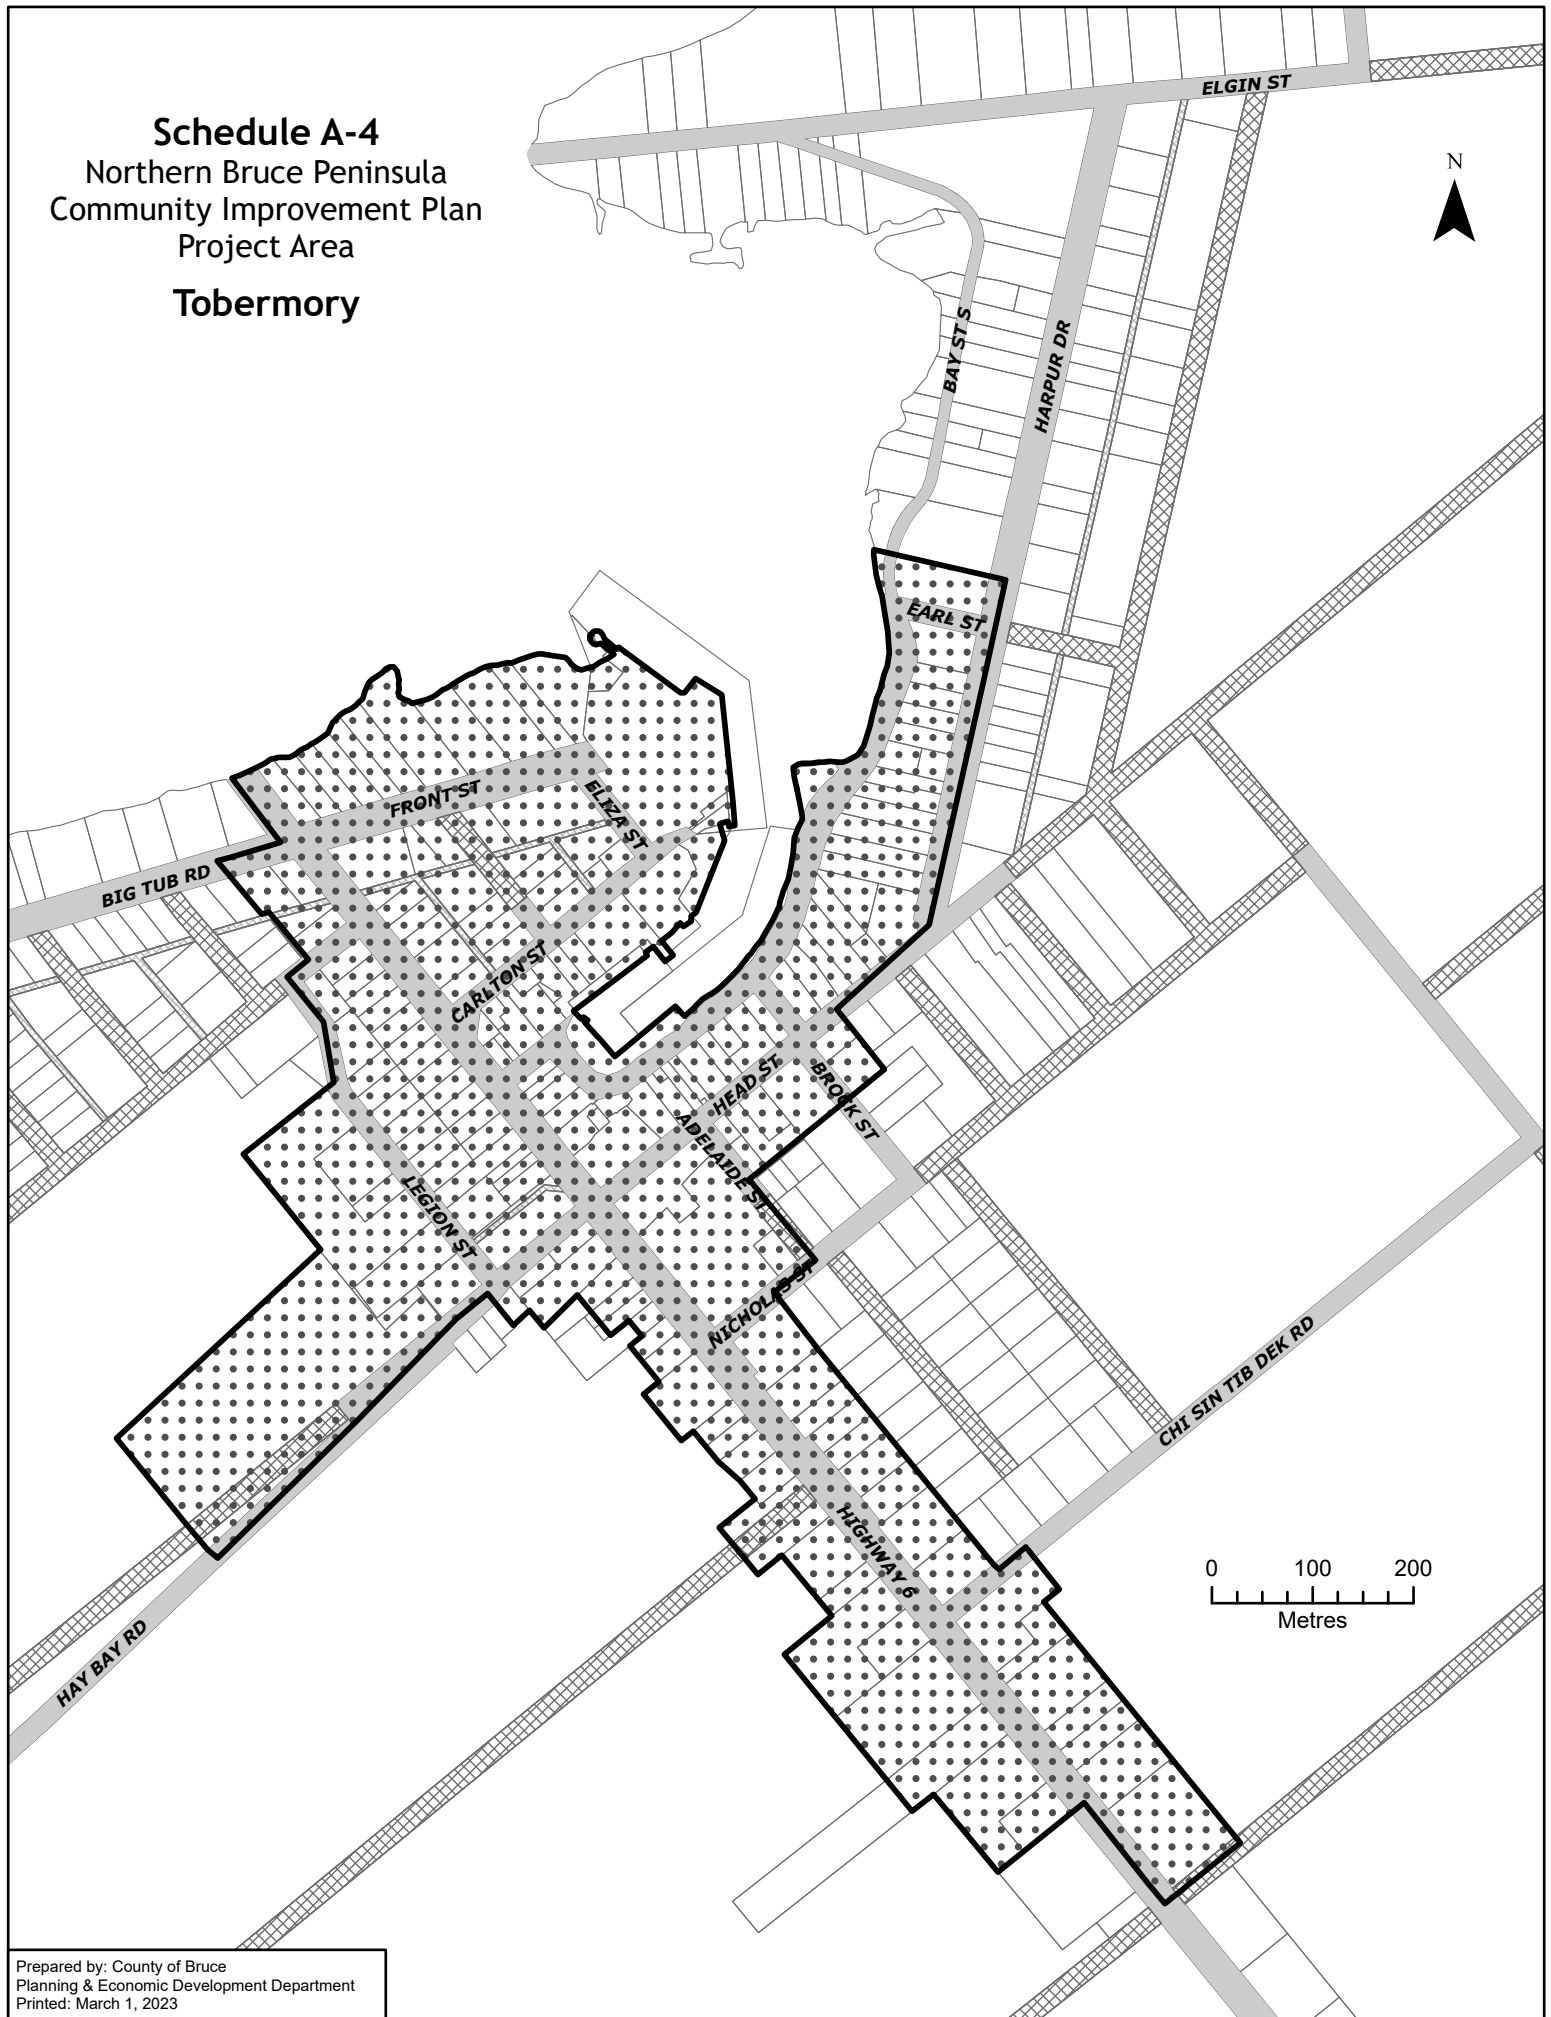 Schedule A-4
Northern Bruce Peninsula
Community Improvement Plan
Project Area
Tobermory
ELGIN ST
N
BAY ST S
HARPUR DR
EARL ST
FRONT ST
ELIZA ST
BIG TUB RD
CARLTON ST
HEAD ST
BROCK ST
ADELAIDE ST
LEGION ST
NICHOLAS ST
CHI SIN TIB DEK RD
HIGHWAY 6
HAY BAY RD
0 100 200
Metres
Prepared by: County of Bruce
Planning & Economic Development Department
Printed: March 1, 2023